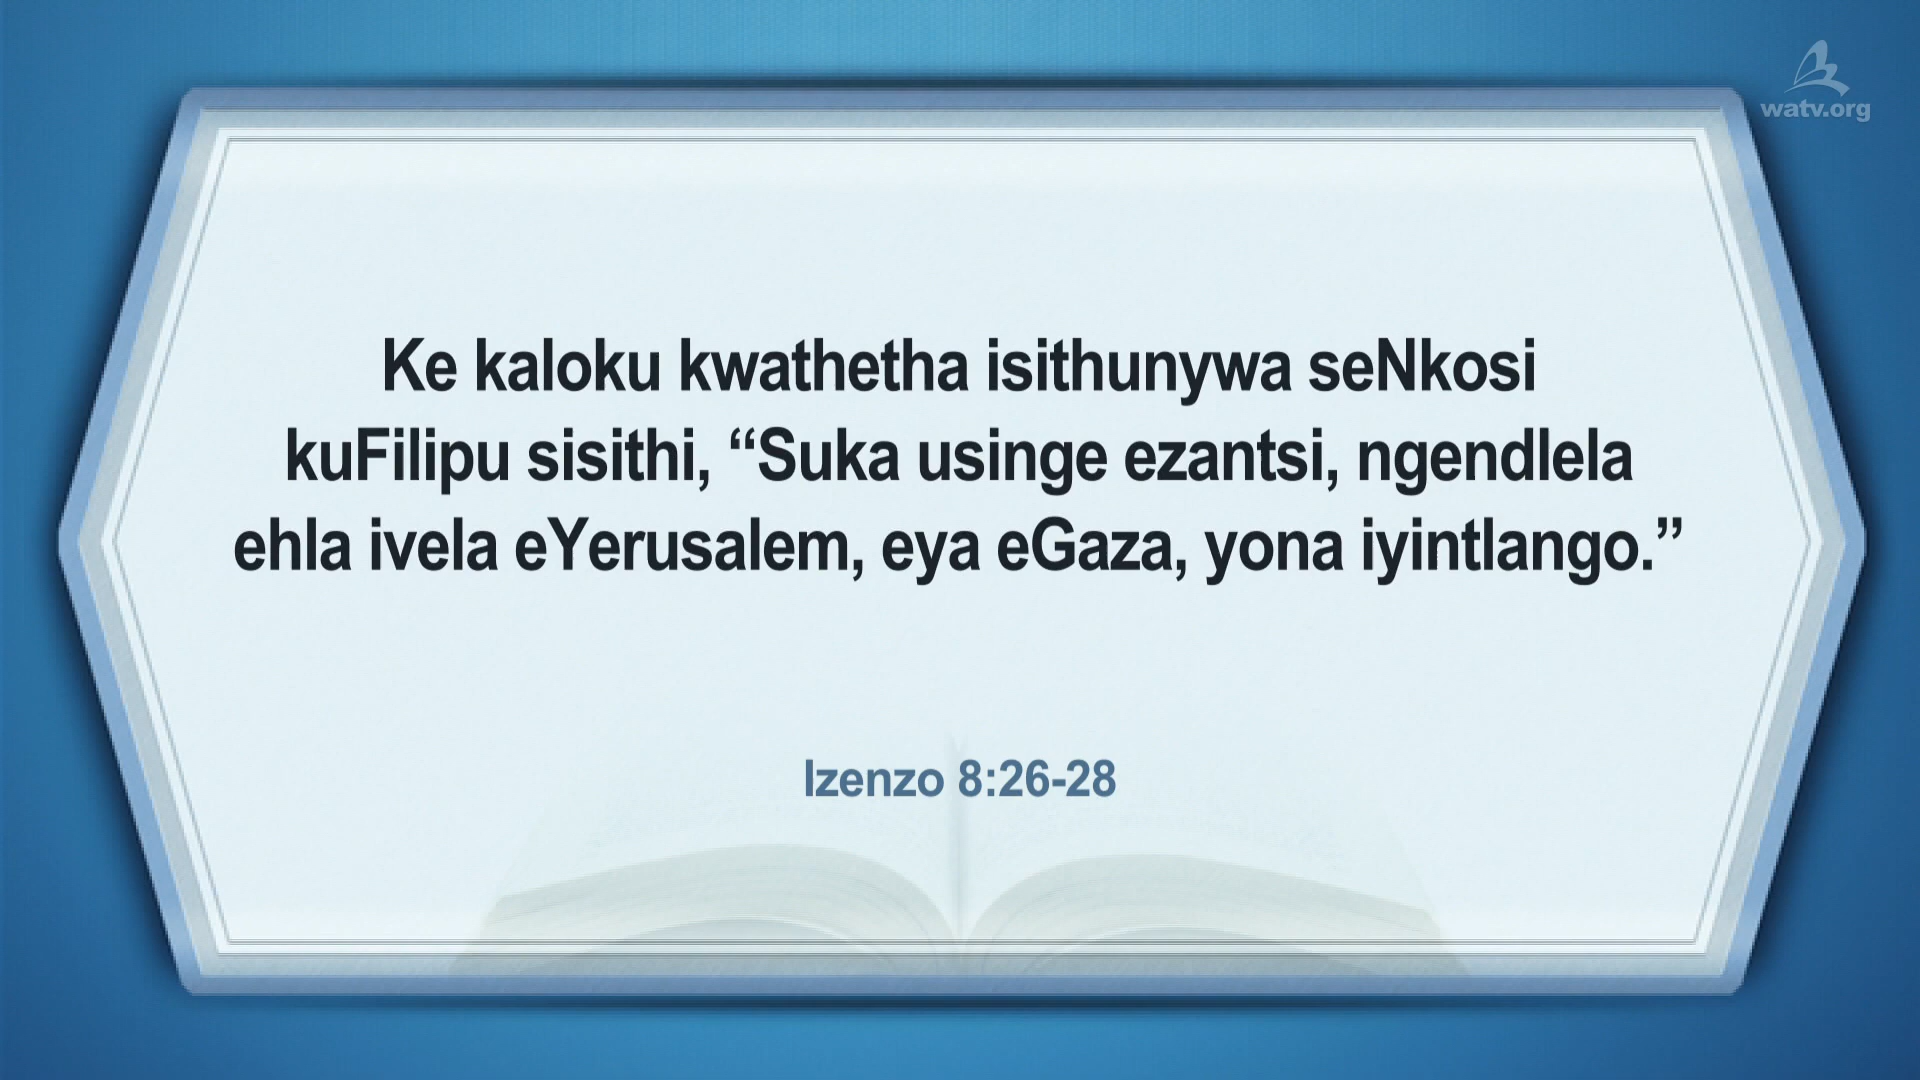 watv.org
Ke kaloku kwathetha isithunywa seNkosi
kuFilipu sisithi, “Suka usinge ezantsi, ngendlela
ehla ivela eYerusalem, eya eGaza, yona iyintlango.”
Izenzo 8:26-28